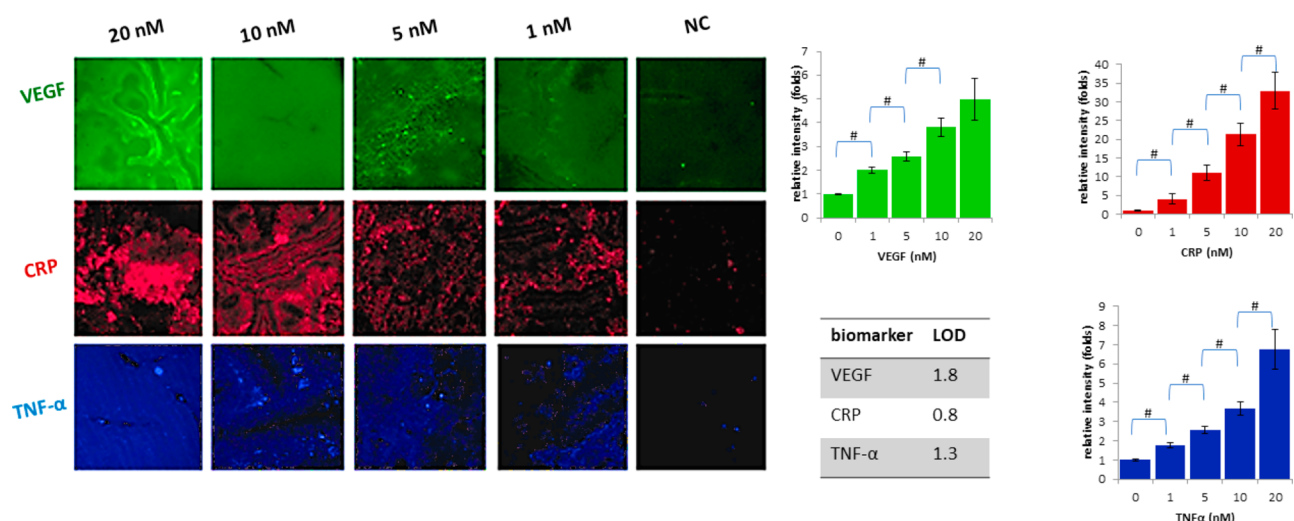 20 nM 10 nM 5 nM 1 nM NC
VEGF
CRP
TNF-α
relative intensity (folds)
7
6
5
4
3
2
1
0
# # #
0 1 5 10 20
VEGF (nM)
relative intensity (folds)
40
35
30
25
20
15
10
5
0
# # # #
0 1 5 10 20
CRP (nM)
biomarker LOD
VEGF 1.8
CRP 0.8
TNF-α 1.3
relative intensity (folds)
9
8
7
6
5
4
3
2
1
0
# # # #
0 1 5 10 20
TNFα (nM)